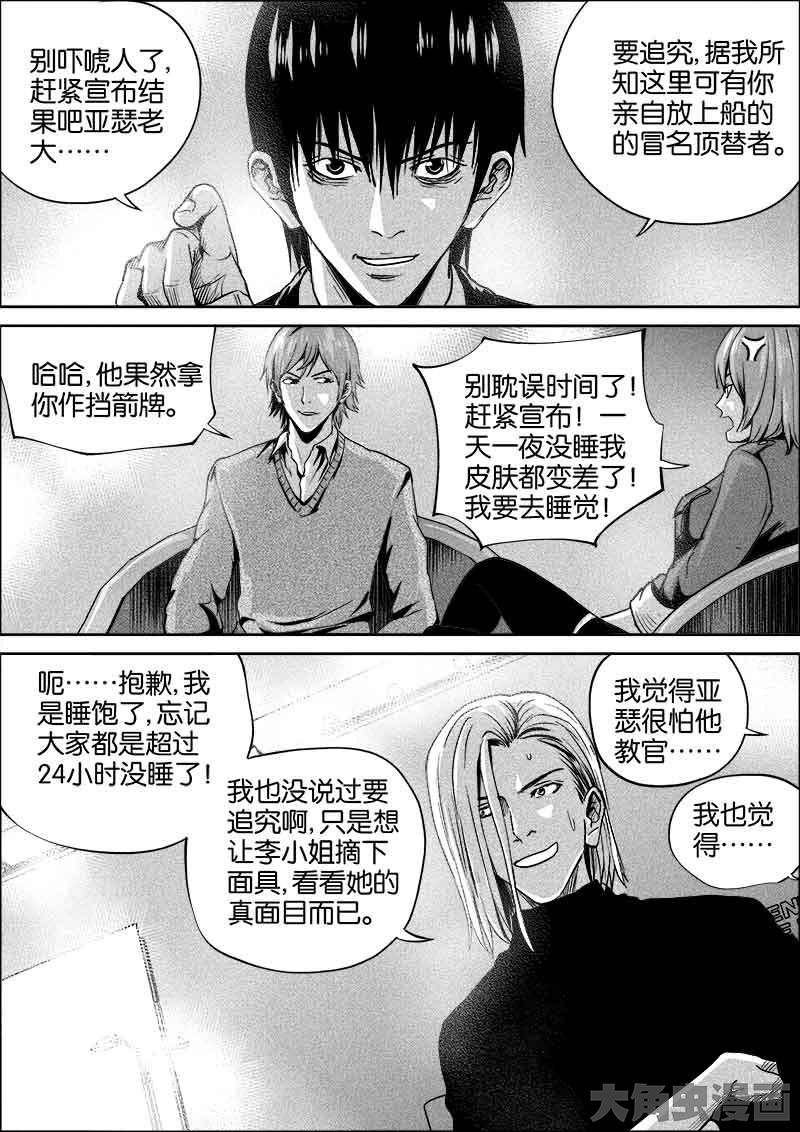 别吓唬人了，
赶紧宣布结
果吧亚瑟老
大……
要追究，据我所
知这里可有你
亲自放上船的
的冒名顶替者。
哈哈，他果然拿
你作挡箭牌。
别耽误时间了！
赶紧宣布！一
天一夜没睡我
皮肤都变差了！
我要去睡觉！
呃……抱歉，我
是睡饱了，忘记
大家都是超过
24小时没睡了！
我也没说过要
追究啊，只是想
让李小姐摘下
面具，看看她的
真面目而已。
我觉得亚
瑟很怕他
教官……
我也觉
得……
EN
大角虫漫画